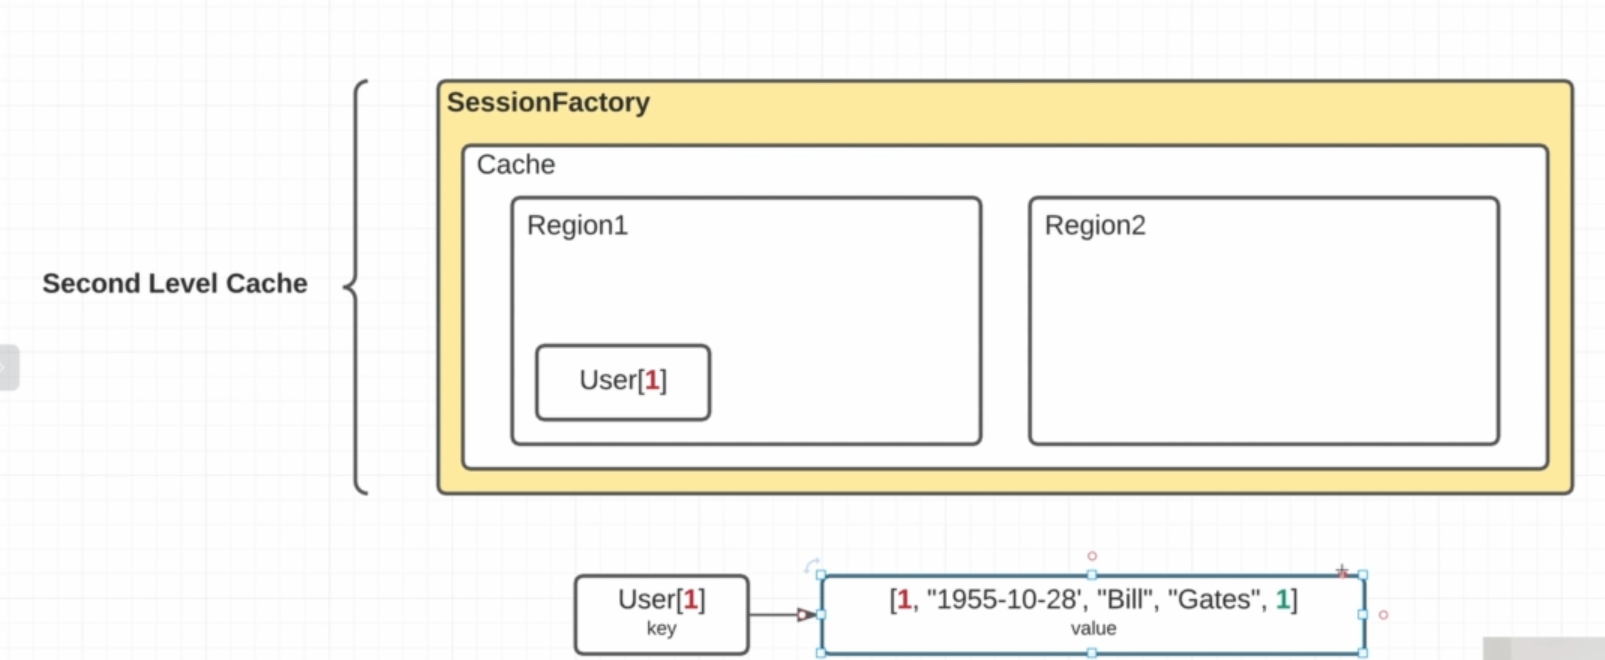 SessionFactory
Cache
Region1
Region2
Second Level Cache
User[1]
User[1]
key
[1, "1955-10-28', "Bill", "Gates", 1]
value